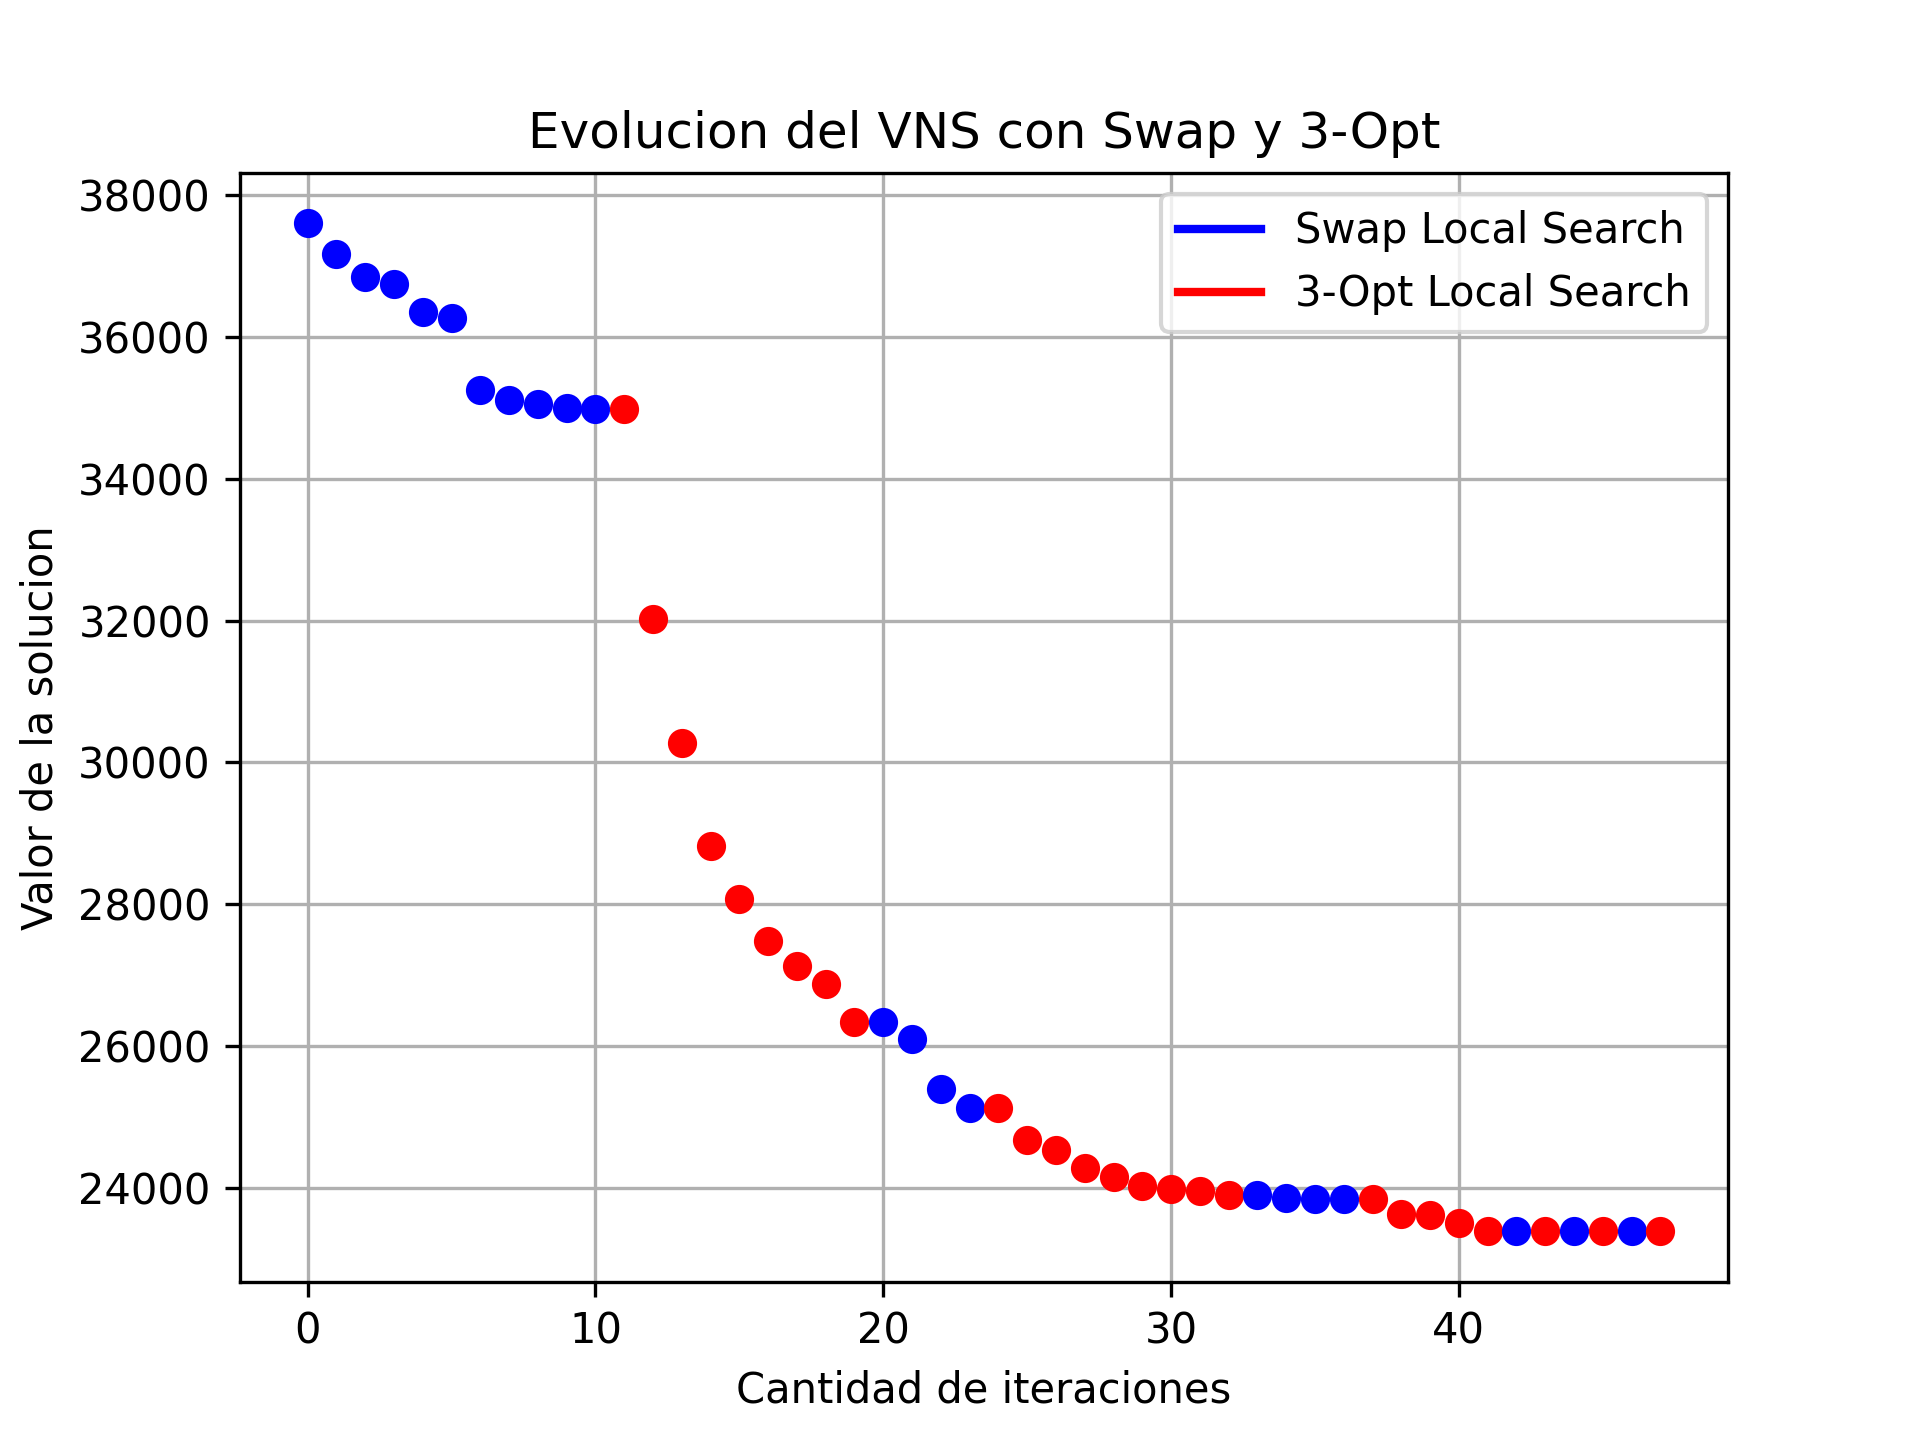 Evolucion del VNS con Swap y 3-Opt
Swap Local Search
3-Opt Local Search
Valor de la solucion
38000
36000
34000
32000
30000
28000
26000
24000
0 10 20 30 40
Cantidad de iteraciones